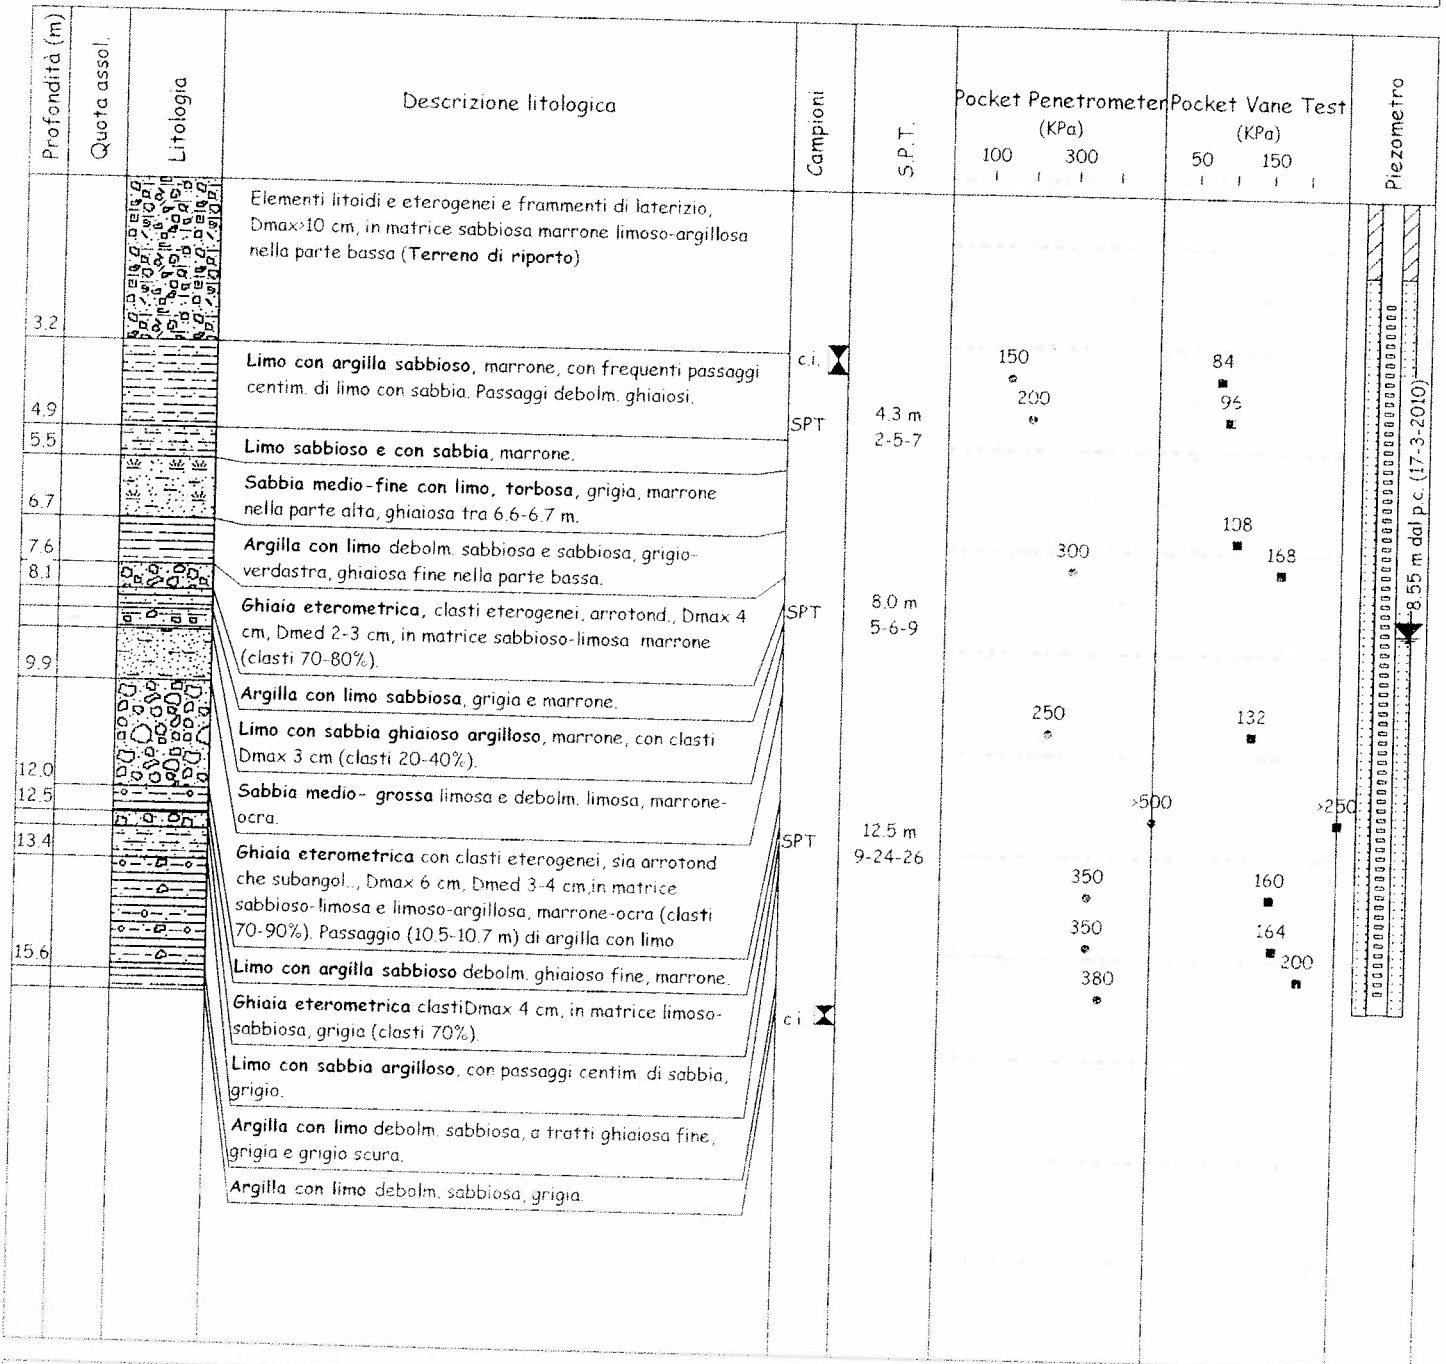 Profondità (m)
Quota assol.
Litologia
Descrizione litologica
Campioni
S.P.T.
Pocket Penetrometer
(KPa)
100 300
Pocket Vane Test
(KPa)
50 150
Piezometro
Elementi litoidi e eterogenei e frammenti di laterizio,
Dmax>10 cm, in matrice sabbiosa marrone limoso-argillosa
nella parte bassa (Terreno di riporto)
3.2
Limo con argilla sabbioso, marrone, con frequenti passaggi
centim. di limo con sabbia. Passaggi debolm. ghiaiosi.
c.i.
150
84
200
96
4.9
SPT
4.3 m
2-5-7
5.5
Limo sabbioso e con sabbia, marrone.
Sabbia medio-fine con limo, torbosa, grigia, marrone
nella parte alta, ghiaiosa tra 6.6-6.7 m.
6.7
Argilla con limo debolm. sabbiosa e sabbiosa, grigio-
verdastra, ghiaiosa fine nella parte bassa.
7.6
8.1
300
108
168
8.55 m dal p.c. (17-3-2010)
Ghiaia eterometrica, clasti eterogenei, arrotond., Dmax 4
cm, Dmed 2-3 cm, in matrice sabbioso-limosa marrone
(clasti 70-80%).
SPT
8.0 m
5-6-9
9.9
Argilla con limo sabbiosa, grigia e marrone.
Limo con sabbia ghiaioso argilloso, marrone, con clasti
Dmax 3 cm (clasti 20-40%).
250
132
12.0
12.5
Sabbia medio- grossa limosa e debolm. limosa, marrone-
ocra.
>500
>250
13.4
Ghiaia eterometrica con clasti eterogenei, sia arrotond
che subangol.., Dmax 6 cm, Dmed 3-4 cm,in matrice
sabbioso-limosa e limoso-argillosa, marrone-ocra (clasti
70-90%). Passaggio (10.5-10.7 m) di argilla con limo
SPT
12.5 m
9-24-26
350
160
350
164
15.6
Limo con argilla sabbioso debolm. ghiaioso fine, marrone.
380
200
Ghiaia eterometrica clastiDmax 4 cm, in matrice limoso-
sabbiosa, grigia (clasti 70%).
c i
Limo con sabbia argilloso, con passaggi centim. di sabbia,
grigio.
Argilla con limo debolm. sabbiosa, a tratti ghiaiosa fine,
grigia e grigio scura.
Argilla con limo debolm. sabbiosa, grigia.